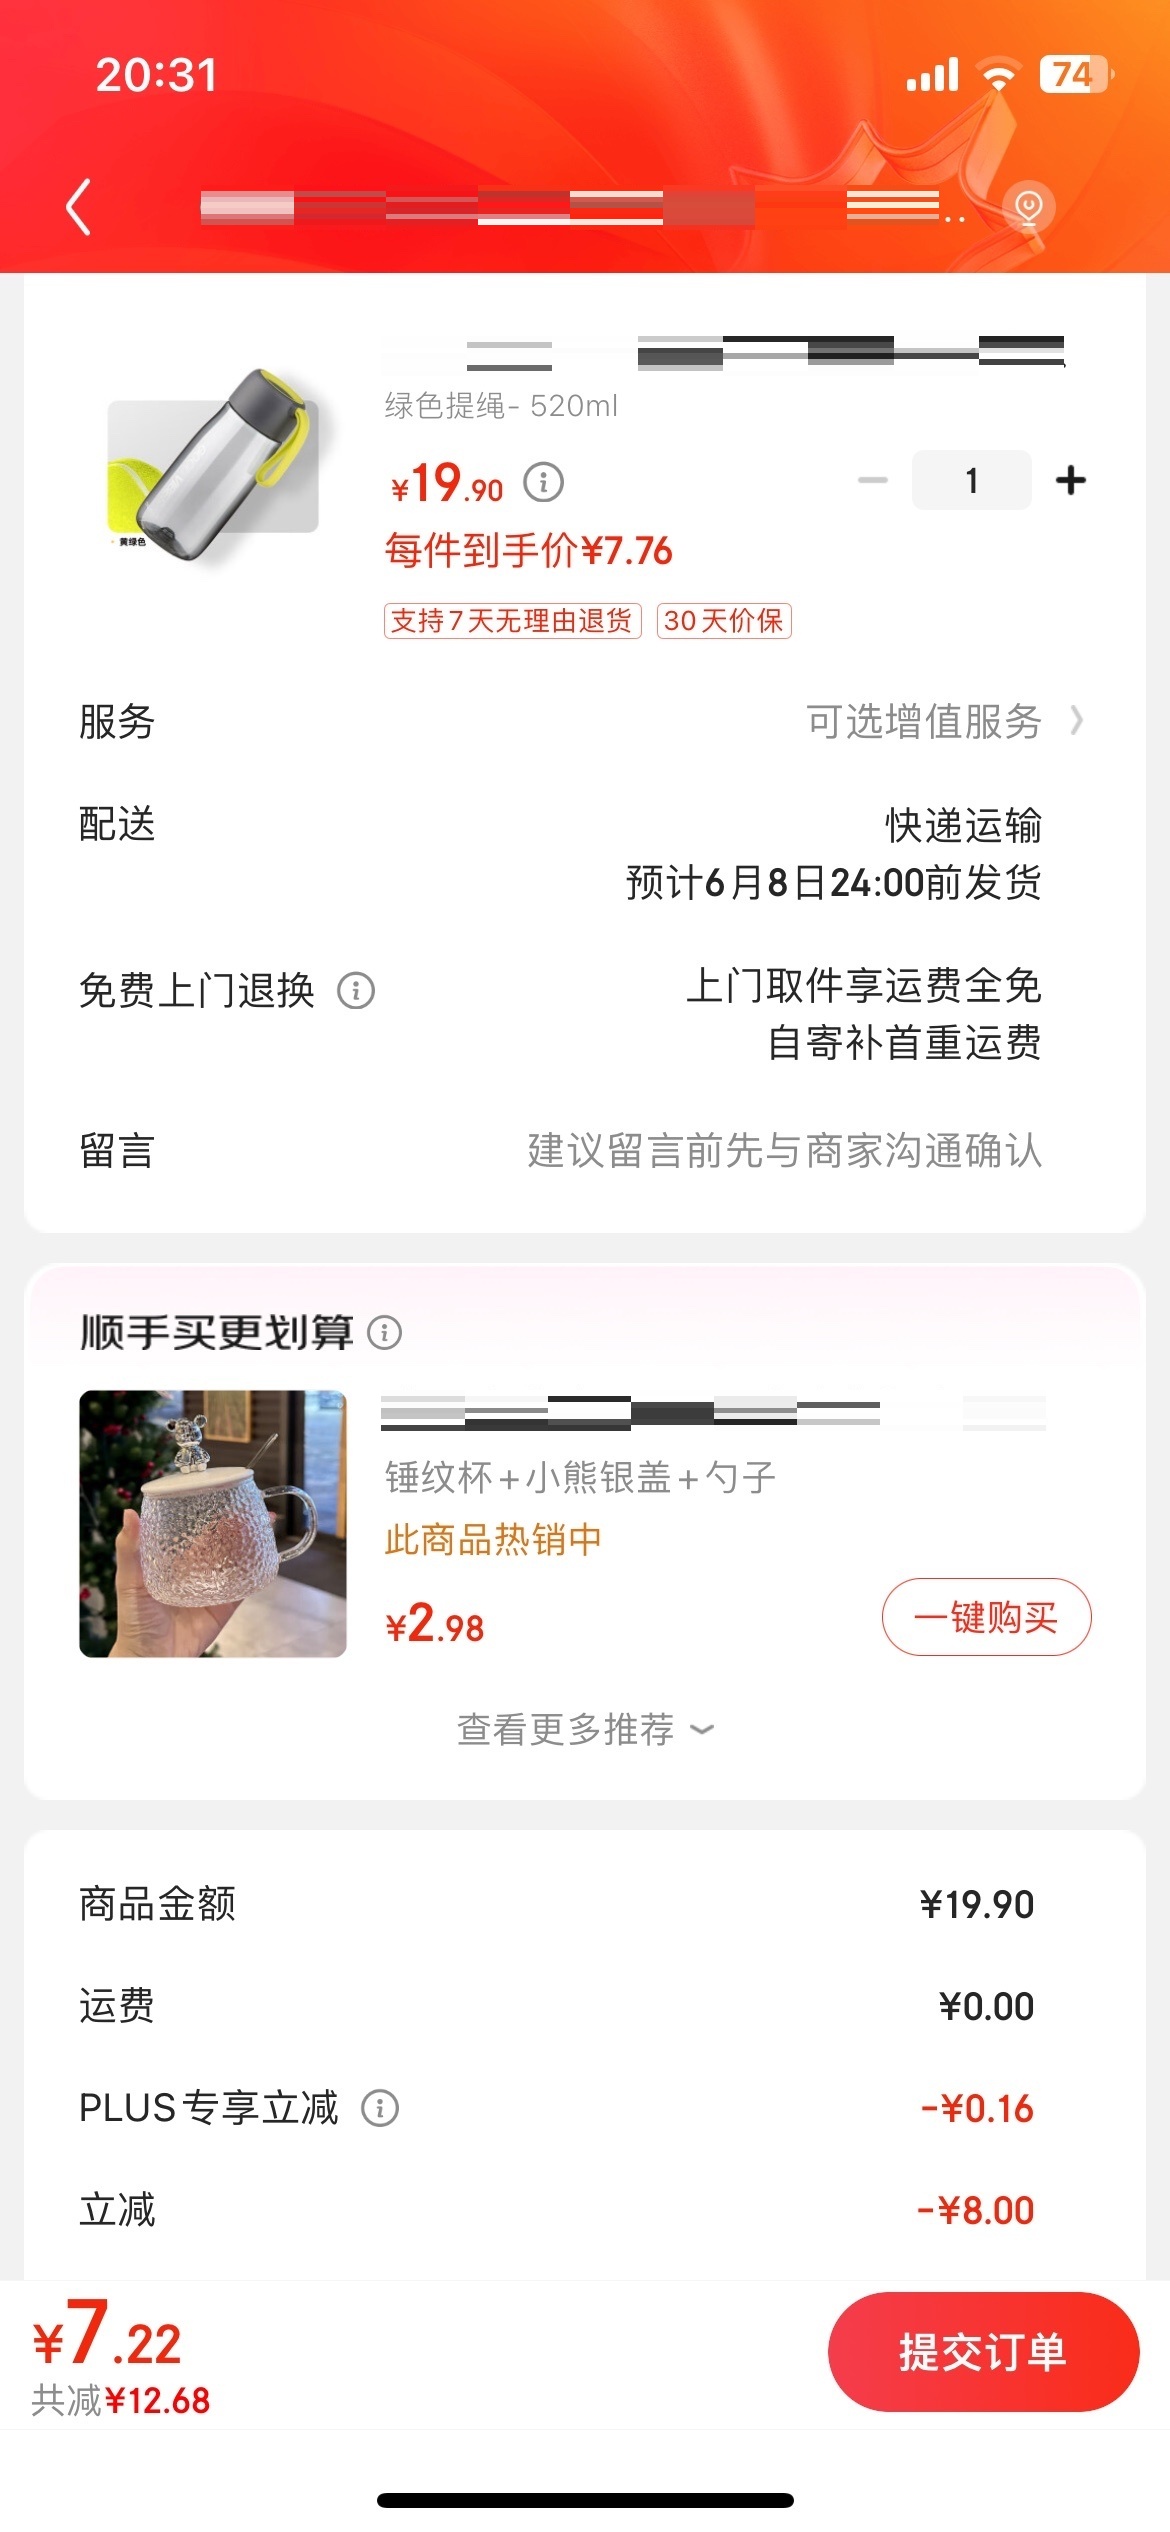 20:31
74
..
绿色提绳- 520ml
¥19.90
1
每件到手价¥7.76
支持7天无理由退货
30天价保
黄绿色
服务
可选增值服务
配送
快递运输
预计6月8日24:00前发货
免费上门退换
上门取件享运费全免
自寄补首重运费
留言
建议留言前先与商家沟通确认
顺手买更划算
锤纹杯+小熊银盖+勺子
此商品热销中
¥2.98
一键购买
查看更多推荐
商品金额
¥19.90
运费
¥0.00
PLUS专享立减
-¥0.16
立减
-¥8.00
¥7.22
共减¥12.68
提交订单